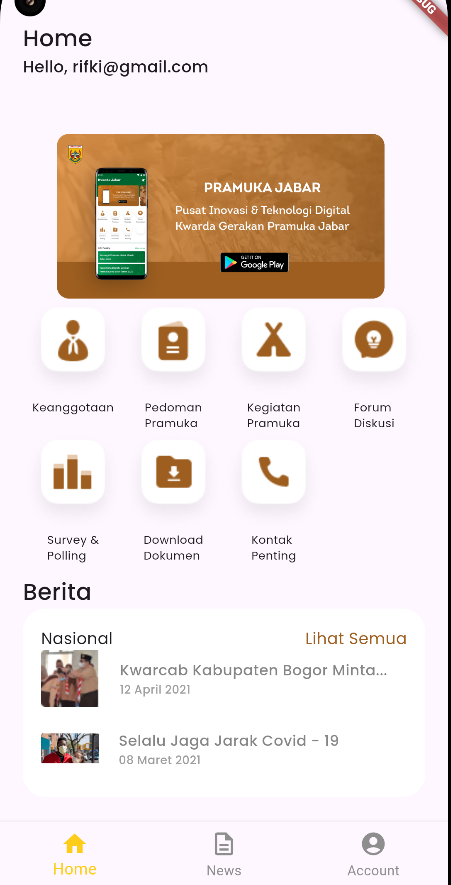 Home
Hello, rifki@gmail.com
PRAMUKA JABAR
Pusat Inovasi & Teknologi Digital
Kwarda Gerakan Pramuka Jabar
GET IT ON
Google Play
Keanggotaan
Pedoman
Pramuka
Kegiatan
Pramuka
Forum
Diskusi
Survey &
Polling
Download
Dokumen
Kontak
Penting
Berita
Nasional
Lihat Semua
Kwarcab Kabupaten Bogor Minta...
12 April 2021
Selalu Jaga Jarak Covid - 19
08 Maret 2021
Home
News
Account